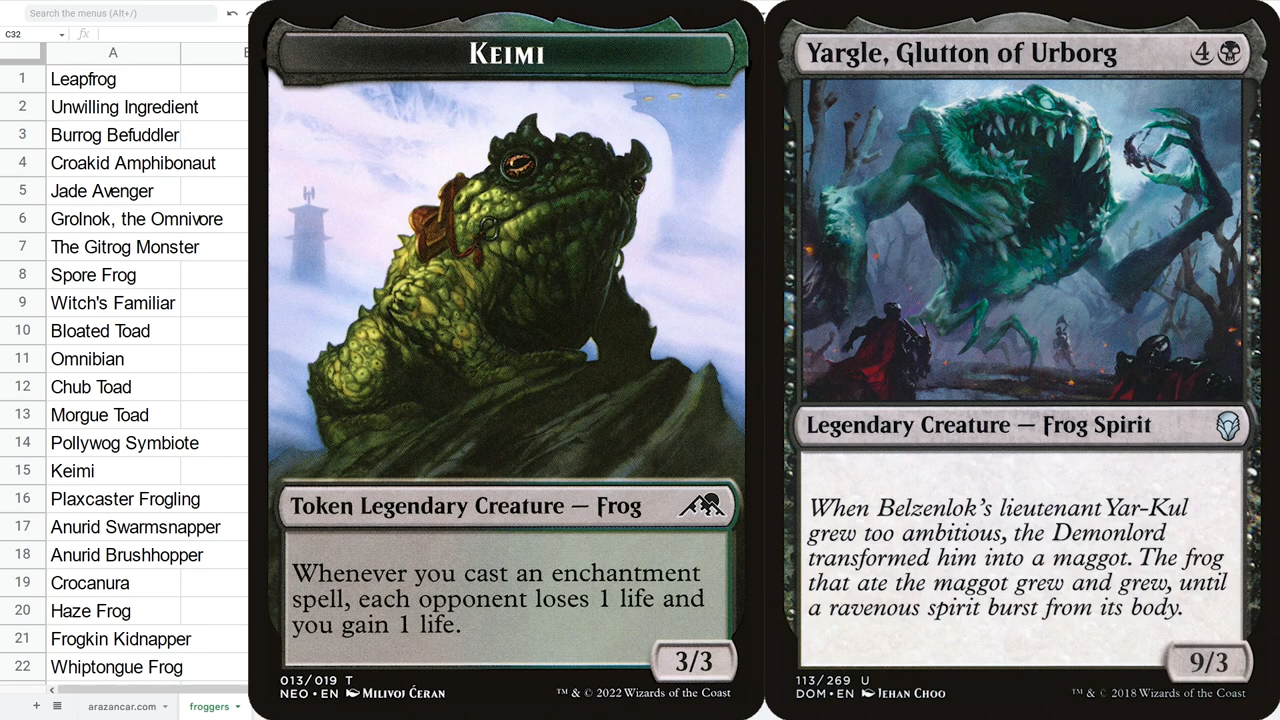 Search the menus (Alt+/)
C32
fx
A
1 Leapfrog
2 Unwilling Ingredient
3 Burrog Befuddler
4 Croakid Amphibonaut
5 Jade Avenger
6 Grolnok, the Omnivore
7 The Gitrog Monster
8 Spore Frog
9 Witch's Familiar
10 Bloated Toad
11 Omnibian
12 Chub Toad
13 Morgue Toad
14 Pollywog Symbiote
15 Keimi
16 Plaxcaster Frogling
17 Anurid Swarmsnapper
18 Anurid Brushhopper
19 Crocanura
20 Haze Frog
21 Frogkin Kidnapper
22 Whiptongue Frog
arazancar.com
froggers
Keimi
Token Legendary Creature — Frog
Whenever you cast an enchantment
spell, each opponent loses 1 life and
you gain 1 life.
3/3
013/019 T
NEO • EN Milivoj Ćeran
™ & © 2022 Wizards of the Coast
Yargle, Glutton of Urborg
4
Legendary Creature — Frog Spirit
When Belzenlok's lieutenant Yar-Kul
grew too ambitious, the Demonlord
transformed him into a maggot. The frog
that ate the maggot grew and grew, until
a ravenous spirit burst from its body.
9/3
113/269 U
DOM • EN Jehan Choo
™ & © 2018 Wizards of the Coast